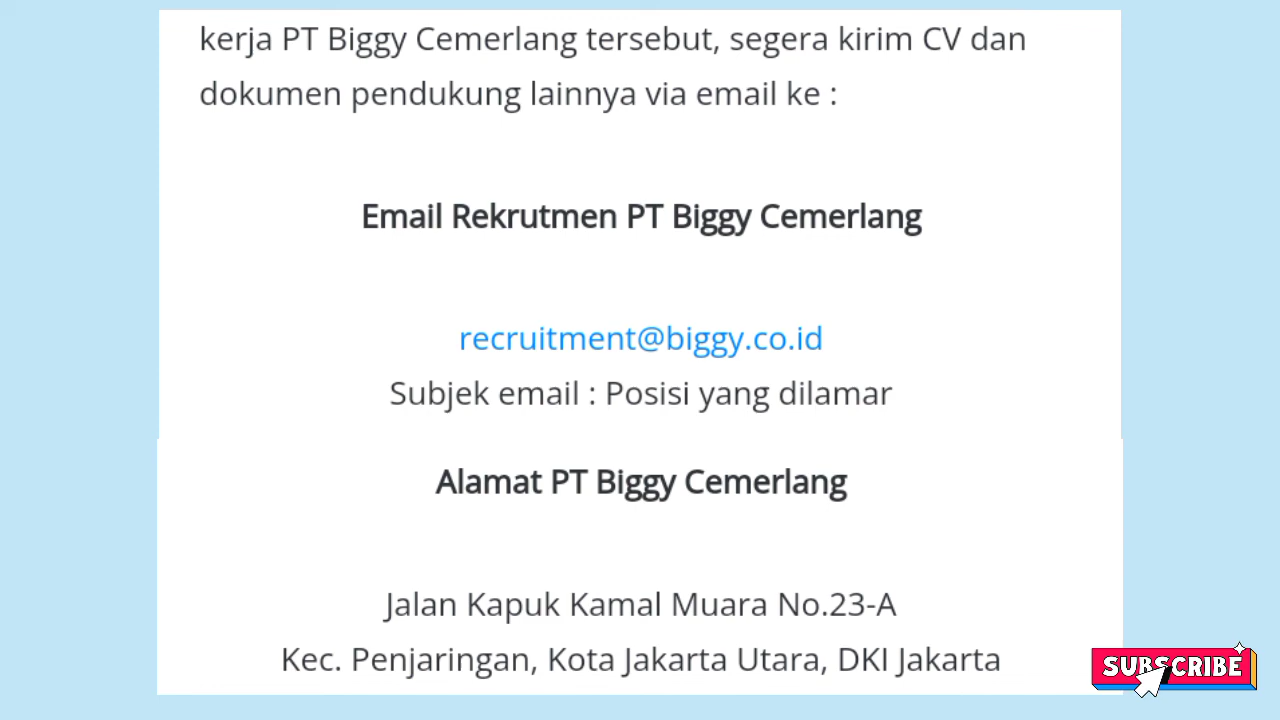 kerja PT Biggy Cemerlang tersebut, segera kirim CV dan
dokumen pendukung lainnya via email ke :
Email Rekrutmen PT Biggy Cemerlang
recruitment@biggy.co.id
Subjek email : Posisi yang dilamar
Alamat PT Biggy Cemerlang
Jalan Kapuk Kamal Muara No.23-A
Kec. Penjaringan, Kota Jakarta Utara, DKI Jakarta
SUBSCRIBE